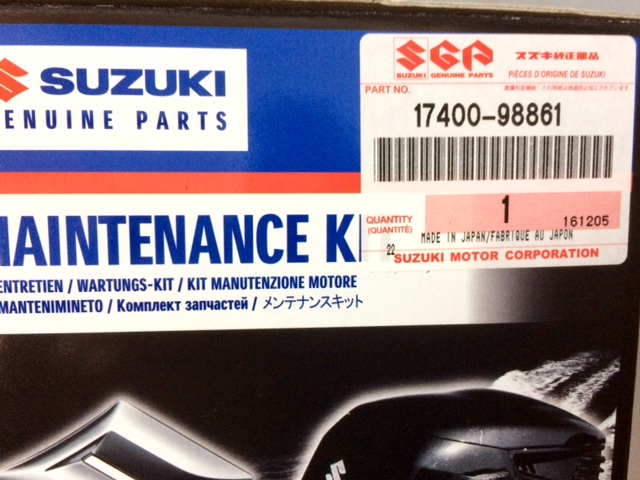 SUZUKI
ENUINE PARTS
SGP
SUZUKI GENUINE PARTS
スズキ純正部品
PIÈCES D'ORIGINE DE SUZUKI
PART NO.
17400-98861
QUANTITY
(QUANTITÉ)
1
161205
MADE IN JAPAN/FABRIQUE AU JAPON
22
SUZUKI MOTOR CORPORATION
MAINTENANCE K
ENTRETIEN / WARTUNGS-KIT / KIT MANUTENZIONE MOTORE
MANTENIMINETO / Комплект запчастей / メンテナンスキット